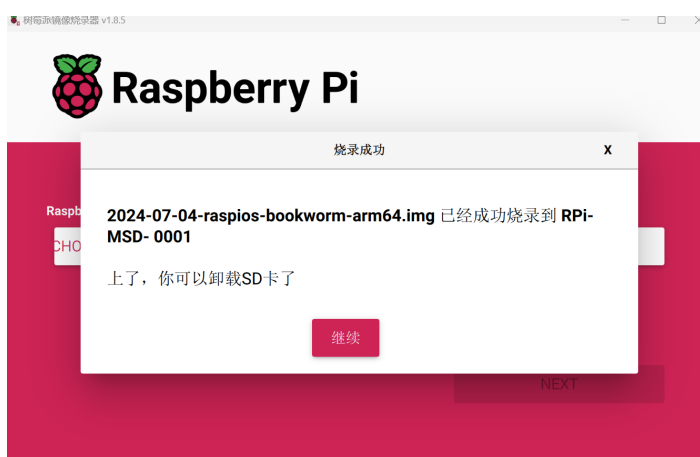 树莓派镜像烧录器 v1.8.5
Raspberry Pi
烧录成功
X
Raspb
2024-07-04-raspios-bookworm-arm64.img 已经成功烧录到 RPi-
MSD- 0001
CHO
上了，你可以卸载SD卡了
继续
NEXT